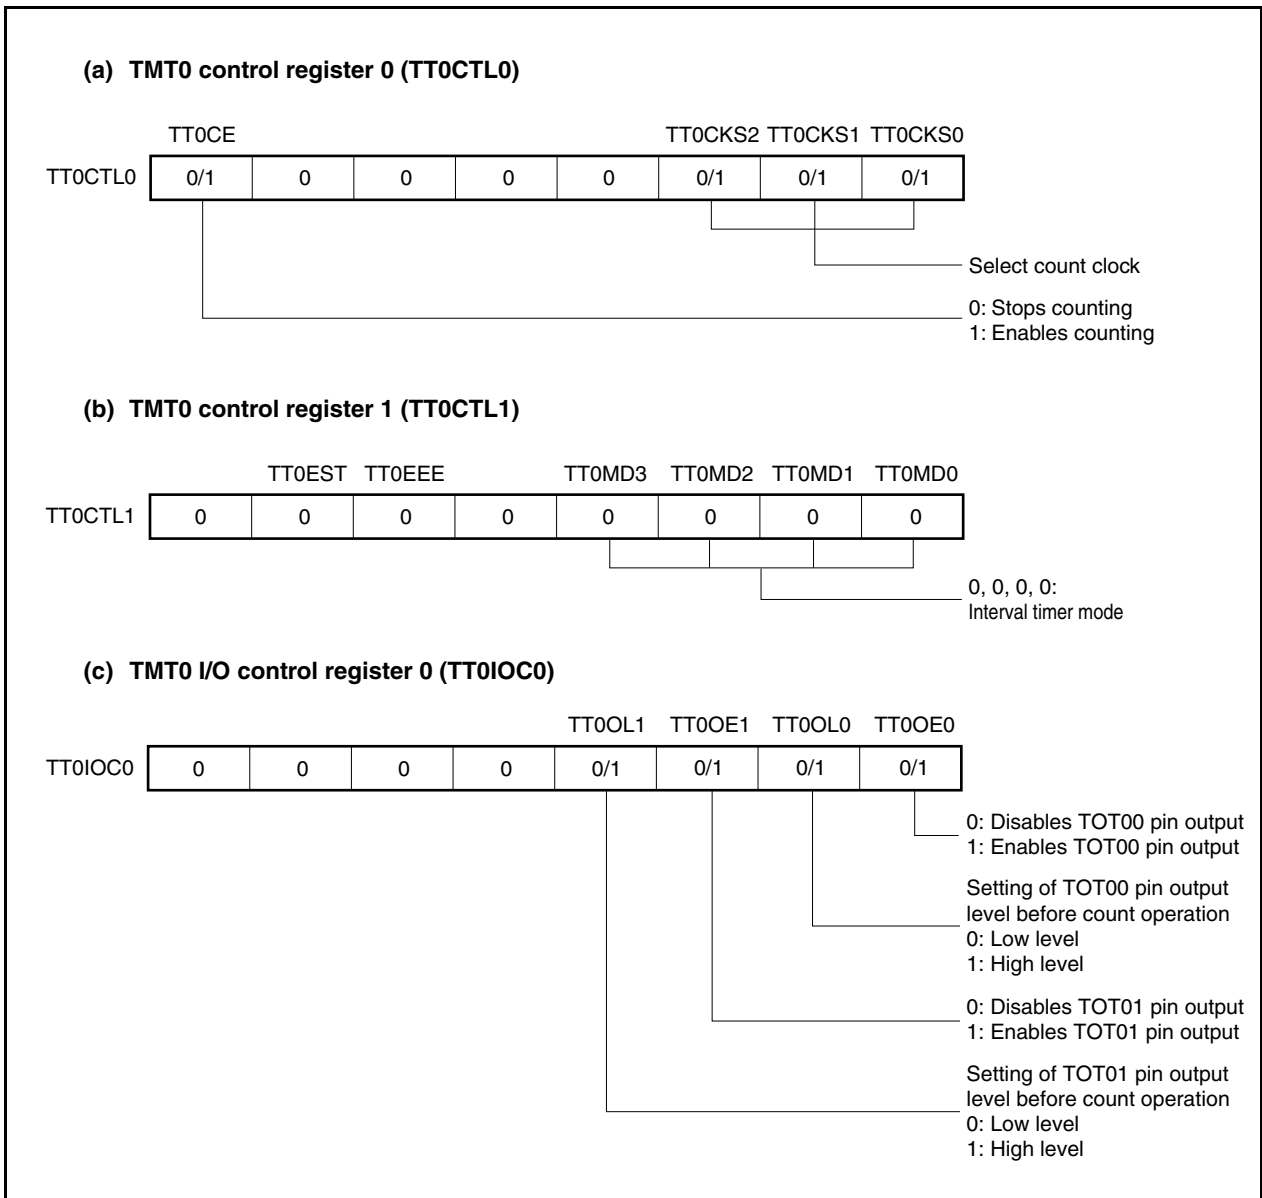 (a) TMT0 control register 0 (TT0CTL0)
TT0CE TT0CKS2 TT0CKS1 TT0CKS0
TT0CTL0 0/1 0 0 0 0 0/1 0/1 0/1
Select count clock
0: Stops counting
1: Enables counting
(b) TMT0 control register 1 (TT0CTL1)
TT0EST TT0EEE TT0MD3 TT0MD2 TT0MD1 TT0MD0
TT0CTL1 0 0 0 0 0 0 0 0
0, 0, 0, 0:
Interval timer mode
(c) TMT0 I/O control register 0 (TT0IOC0)
TT0OL1 TT0OE1 TT0OL0 TT0OE0
TT0IOC0 0 0 0 0 0/1 0/1 0/1 0/1
0: Disables TOT00 pin output
1: Enables TOT00 pin output
Setting of TOT00 pin output
level before count operation
0: Low level
1: High level
0: Disables TOT01 pin output
1: Enables TOT01 pin output
Setting of TOT01 pin output
level before count operation
0: Low level
1: High level